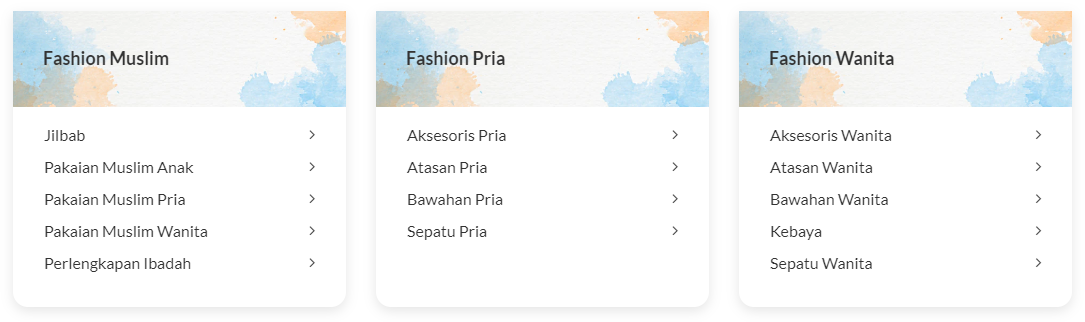 Fashion Muslim
Jilbab
Pakaian Muslim Anak
Pakaian Muslim Pria
Pakaian Muslim Wanita
Perlengkapan Ibadah
Fashion Pria
Aksesoris Pria
Atasan Pria
Bawahan Pria
Sepatu Pria
Fashion Wanita
Aksesoris Wanita
Atasan Wanita
Bawahan Wanita
Kebaya
Sepatu Wanita